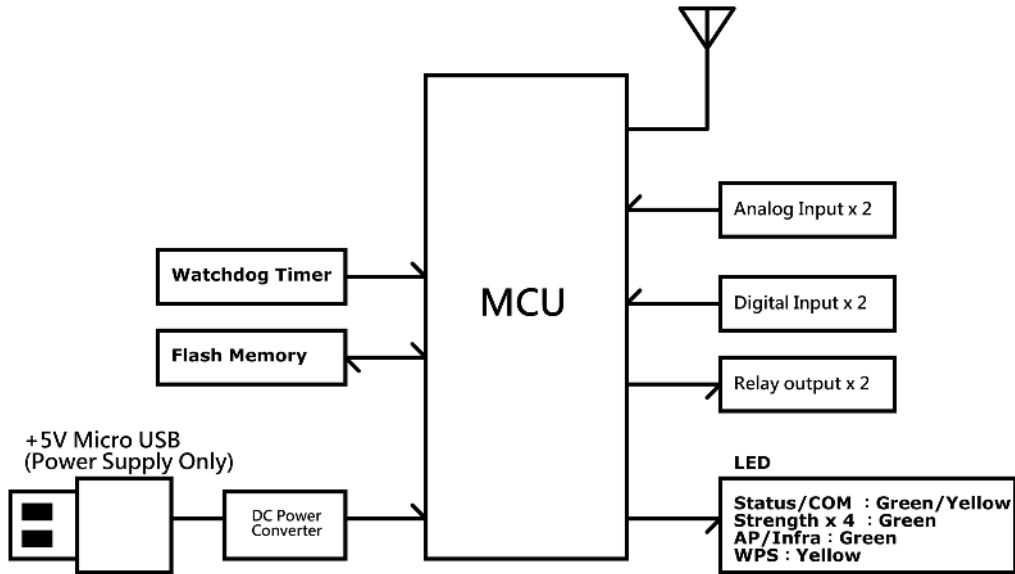 Analog Input x 2
Watchdog Timer
MCU
Digital Input x 2
Flash Memory
Relay output x 2
+5V Micro USB
(Power Supply Only)
DC Power
Converter
LED
Status/COM : Green/Yellow
Strength x 4 : Green
AP/Infra : Green
WPS : Yellow